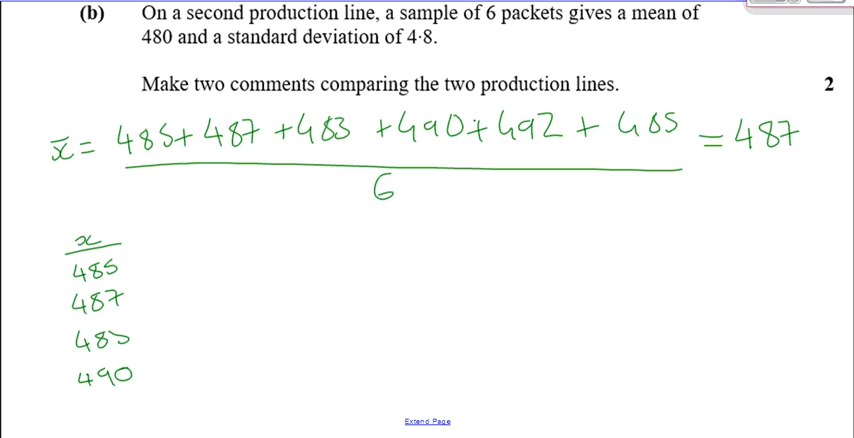 (b) On a second production line, a sample of 6 packets gives a mean of
480 and a standard deviation of 4·8.
Make two comments comparing the two production lines. 2
x̄ = 485 + 487 + 483 + 490 + 492 + 485 = 487
6
x
485
487
483
490
Extend Page